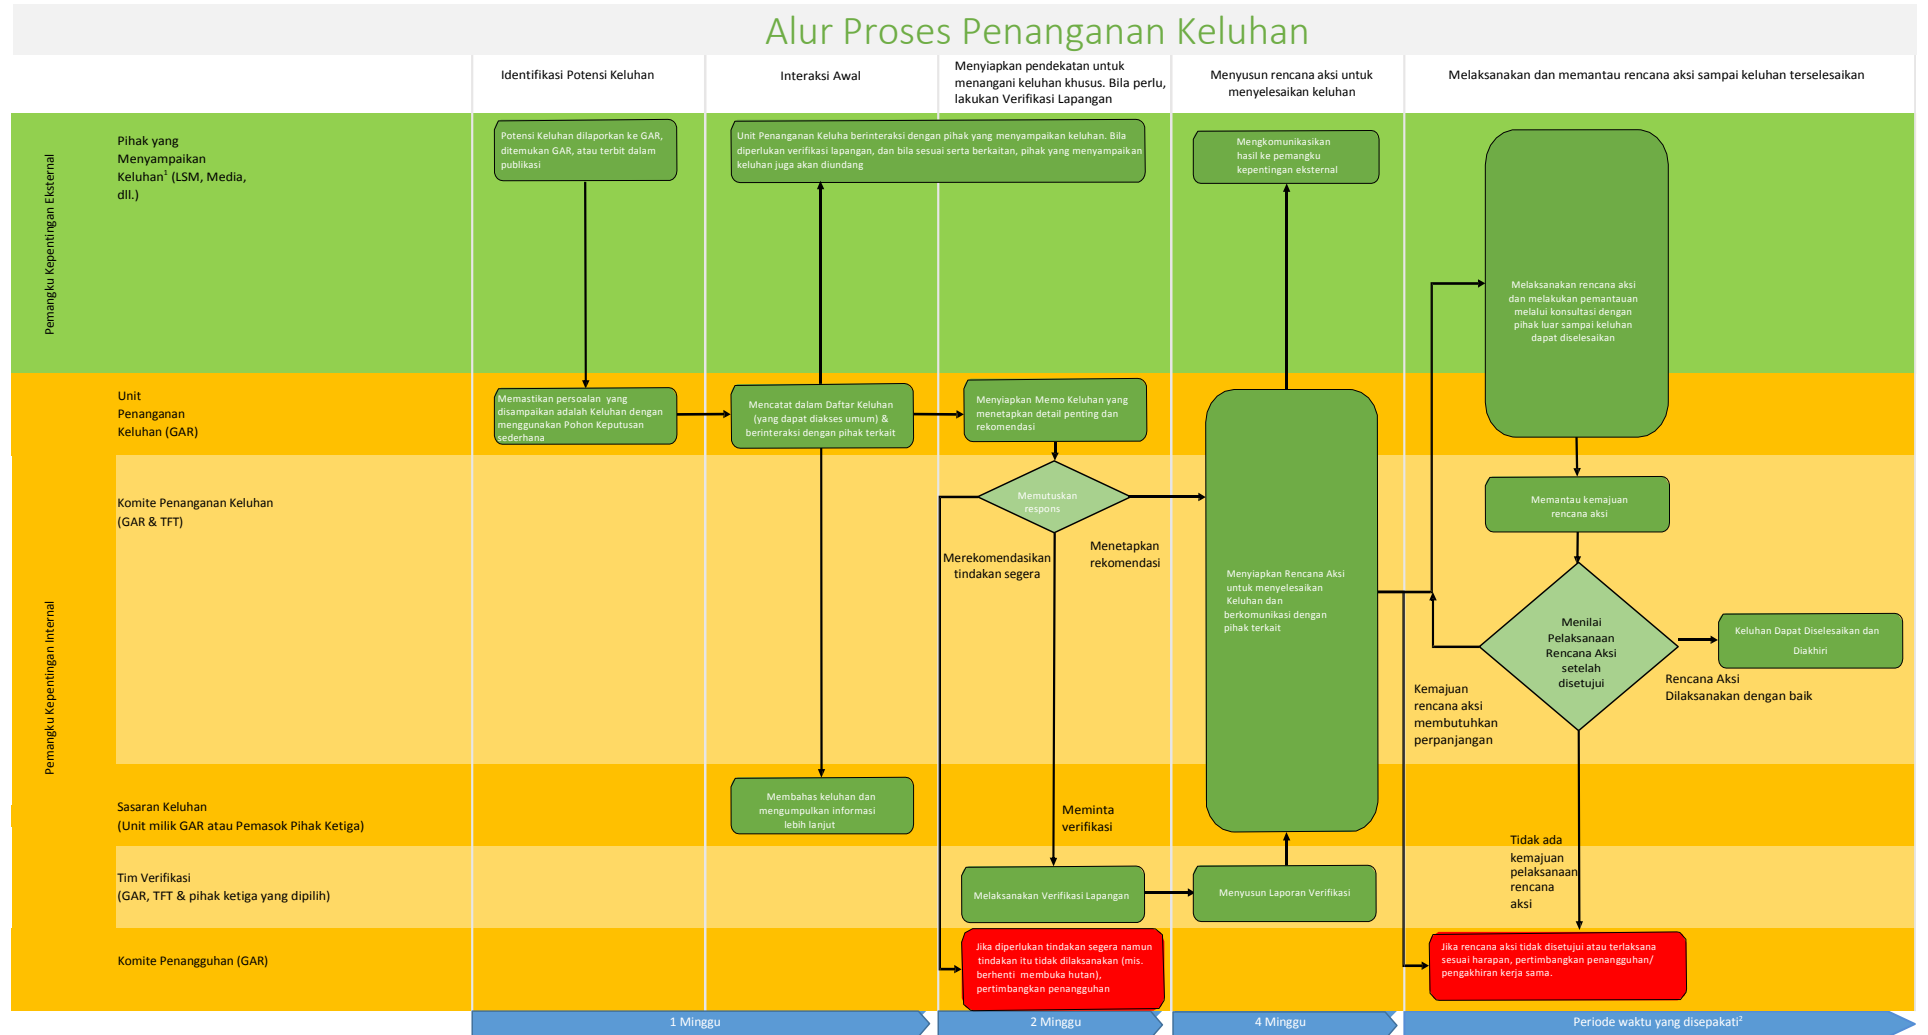 Alur Proses Penanganan Keluhan
Identifikasi Potensi Keluhan
Interaksi Awal
Menyiapkan pendekatan untuk
menangani keluhan khusus. Bila perlu,
lakukan Verifikasi Lapangan
Menyusun rencana aksi untuk
menyelesaikan keluhan
Melaksanakan dan memantau rencana aksi sampai keluhan terselesaikan
Pemangku Kepentingan Eksternal
Pihak yang
Menyampaikan
Keluhan¹ (LSM, Media,
dll.)
Potensi Keluhan dilaporkan ke GAR,
ditemukan GAR, atau terbit dalam
publikasi
Unit Penanganan Keluha berinteraksi dengan pihak yang menyampaikan keluhan. Bila
diperlukan verifikasi lapangan, dan bila sesuai serta berkaitan, pihak yang menyampaikan
keluhan juga akan diundang
Mengkomunikasikan
hasil ke pemangku
kepentingan eksternal
Melaksanakan rencana aksi
dan melakukan pemantauan
melalui konsultasi dengan
pihak luar sampai keluhan
dapat diselesaikan
Pemangku Kepentingan Internal
Unit
Penanganan
Keluhan (GAR)
Memastikan persoalan yang
disampaikan adalah Keluhan dengan
menggunakan Pohon Keputusan
sederhana
Mencatat dalam Daftar Keluhan
(yang dapat diakses umum) &
berinteraksi dengan pihak terkait
Menyiapkan Memo Keluhan yang
menetapkan detail penting dan
rekomendasi
Komite Penanganan Keluhan
(GAR & TFT)
Memutuskan
respons
Merekomendasikan
tindakan segera
Menetapkan
rekomendasi
Menyiapkan Rencana Aksi
untuk menyelesaikan
Keluhan dan
berkomunikasi dengan
pihak terkait
Memantau kemajuan
rencana aksi
Menilai
Pelaksanaan
Rencana Aksi
setelah
disetujui
Keluhan Dapat Diselesaikan dan
Diakhiri
Rencana Aksi
Dilaksanakan dengan baik
Kemajuan
rencana aksi
membutuhkan
perpanjangan
Sasaran Keluhan
(Unit milik GAR atau Pemasok Pihak Ketiga)
Membahas keluhan dan
mengumpulkan informasi
lebih lanjut
Meminta
verifikasi
Tidak ada
kemajuan
pelaksanaan
rencana
aksi
Tim Verifikasi
(GAR, TFT & pihak ketiga yang dipilih)
Melaksanakan Verifikasi Lapangan
Menyusun Laporan Verifikasi
Komite Penangguhan (GAR)
Jika diperlukan tindakan segera namun
tindakan itu tidak dilaksanakan (mis.
berhenti membuka hutan),
pertimbangkan penangguhan
Jika rencana aksi tidak disetujui atau terlaksana
sesuai harapan, pertimbangkan penangguhan/
pengakhiran kerja sama.
1 Minggu
2 Minggu
4 Minggu
Periode waktu yang disepakati²